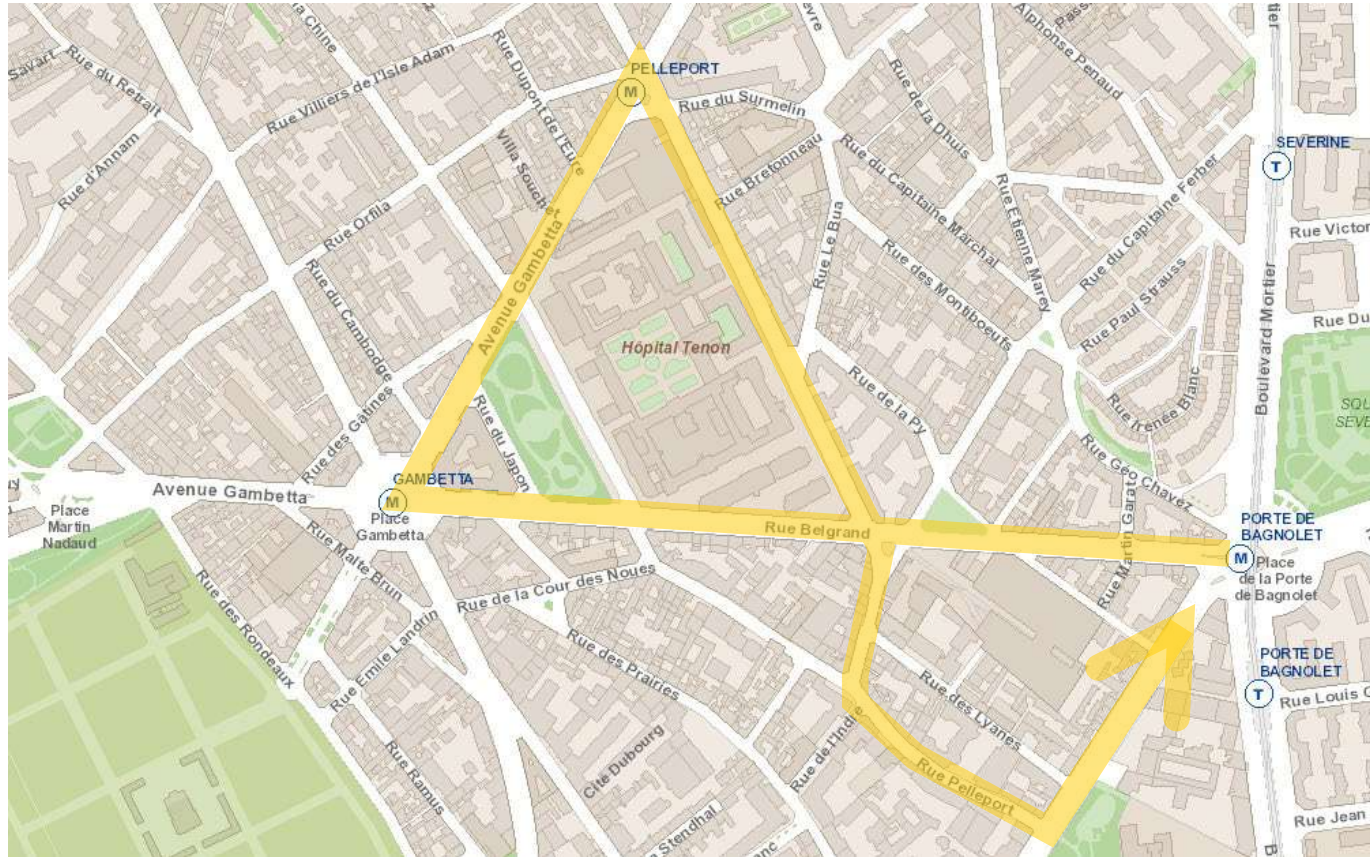 Savart
Rue du Retrait
la Chine
Rue Villiers de l'Isle Adam
Rue Dupont de l'Eure
PELLEPORT
M
Rue du Surmelin
Alphonse Penaud
Rue de la Dhuis
SEVERINE
T
Rue d'Annam
Villa Souchet
Rue Bretonneau
Rue du Capitaine Marchal
Rue Etienne Marey
Rue du Capitaine Ferber
Rue Victor
Rue Orfila
Avenue Gambetta
Rue Le Bua
Rue des Montiboeufs
Rue Paul Strauss
Boulevard Mortier
Rue Du
Rue du Cambodge
Hôpital Tenon
Rue des Gâtines
Rue du Japon
Rue de la Py
Rue Irenée Blanc
SQU
SEVE
Rue Géo Chavez
GAMBETTA
M
Place
Gambetta
Avenue Gambetta
Place
Martin
Nadaud
Rue Belgrand
Rue Martin Garat
PORTE DE
BAGNOLET
M
Place
de la Porte
de Bagnolet
Rue Malte Brun
Rue de la Cour des Noues
Rue des Rondeaux
Rue Emile Landrin
Rue des Prairies
Rue des Lyanes
PORTE DE
BAGNOLET
T
Rue Louis
Rue Ramus
Cité Dubourg
Rue de l'Indre
Rue Pelleport
Stendhal
Rue Jean
B